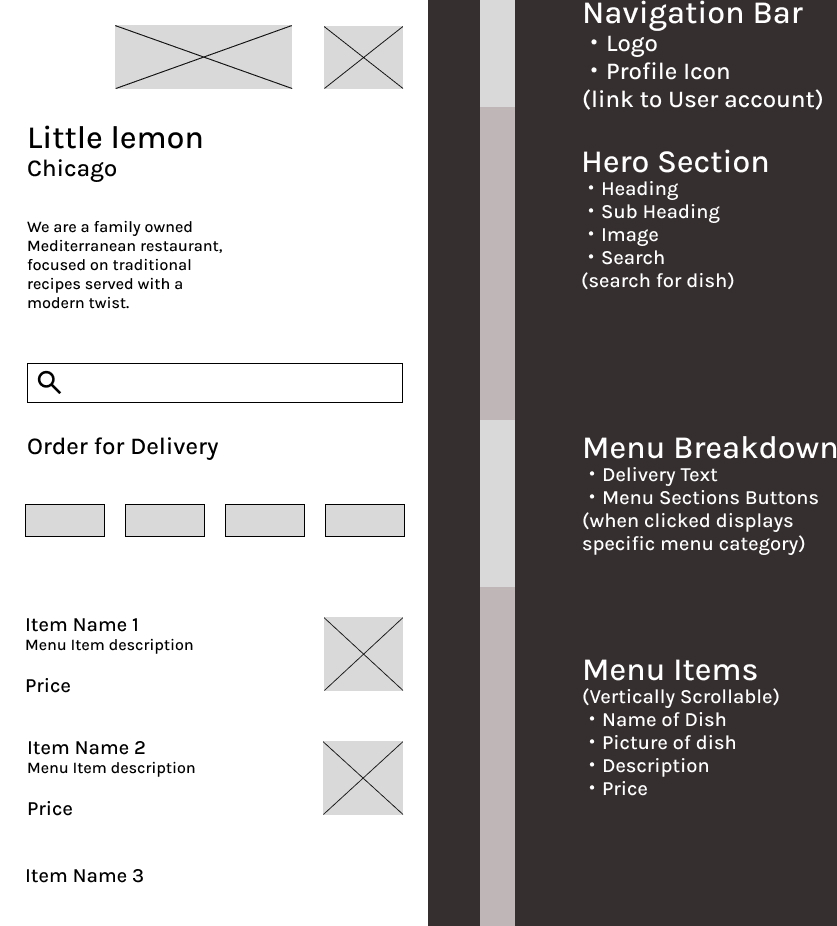 Little lemon
Chicago
We are a family owned
Mediterranean restaurant,
focused on traditional
recipes served with a
modern twist.
Order for Delivery
Item Name 1
Menu Item description
Price
Item Name 2
Menu Item description
Price
Item Name 3
Navigation Bar
• Logo
• Profile Icon
(link to User account)
Hero Section
• Heading
• Sub Heading
• Image
• Search
(search for dish)
Menu Breakdown
• Delivery Text
• Menu Sections Buttons
(when clicked displays
specific menu category)
Menu Items
(Vertically Scrollable)
• Name of Dish
• Picture of dish
• Description
• Price